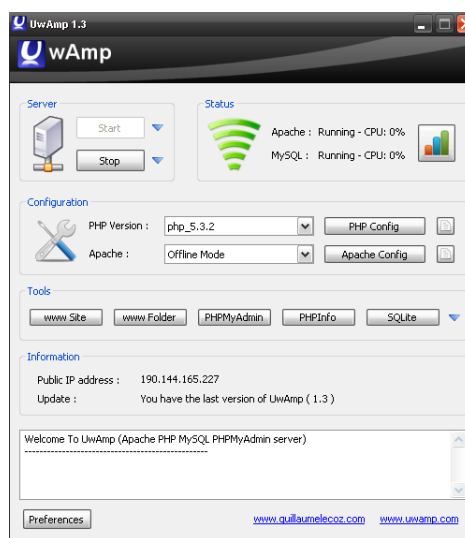 UwAmp 1.3
UwAmp
Server
Start
Stop
Status
Apache : Running - CPU: 0%
MySQL : Running - CPU: 0%
Configuration
PHP Version : php_5.3.2 PHP Config
Apache : Offline Mode Apache Config
Tools
www Site www Folder PHPMyAdmin PHPInfo SQLite
Information
Public IP address : 190.144.165.227
Update : You have the last version of UwAmp ( 1.3 )
Welcome To UwAmp (Apache PHP MySQL PHPMyAdmin server)
------------------------------------------------
Preferences www.guillaumelecoz.com www.uwamp.com